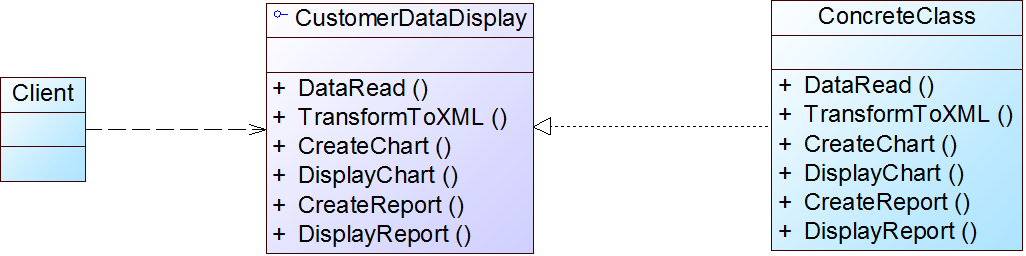 Client
CustomerDataDisplay
+ DataRead ()
+ TransformToXML ()
+ CreateChart ()
+ DisplayChart ()
+ CreateReport ()
+ DisplayReport ()
ConcreteClass
+ DataRead ()
+ TransformToXML ()
+ CreateChart ()
+ DisplayChart ()
+ CreateReport ()
+ DisplayReport ()